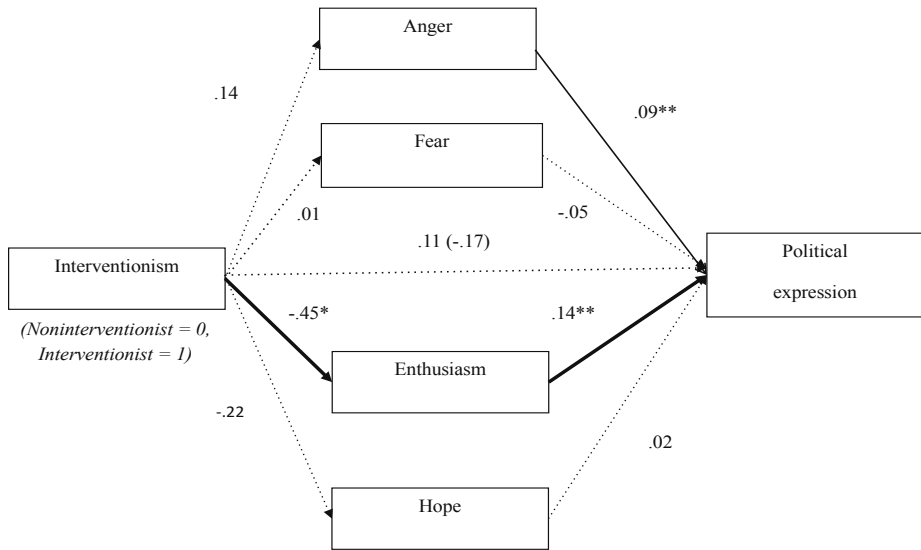 Anger
.14
.09**
Fear
.01
-.05
.11 (-.17)
Interventionism
Political
expression
(Noninterventionist = 0,
Interventionist = 1)
-.45*
.14**
Enthusiasm
-.22
.02
Hope